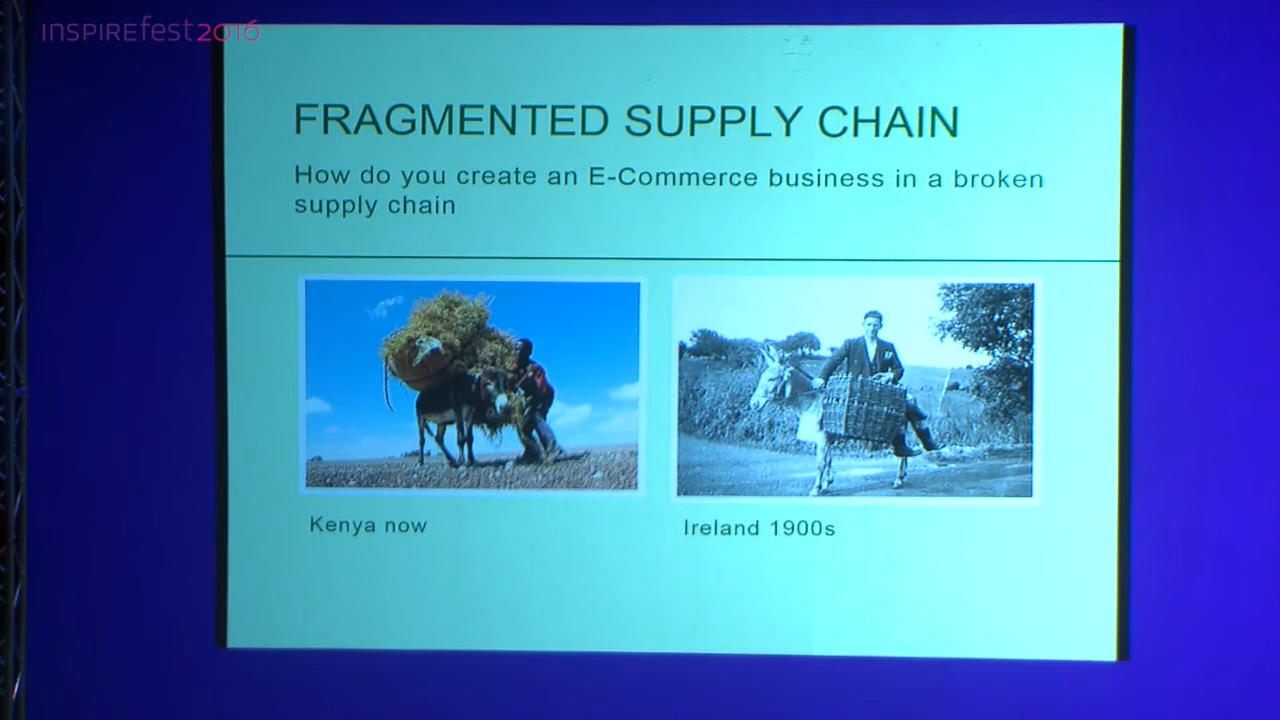 INSPIREfest2016
FRAGMENTED SUPPLY CHAIN
How do you create an E-Commerce business in a broken
supply chain
Kenya now
Ireland 1900s